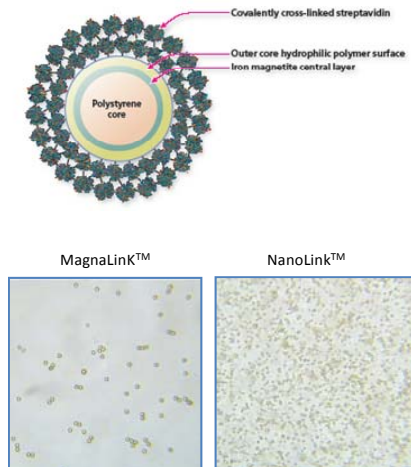 Covalently cross-linked streptavidin
Outer core hydrophilic polymer surface
Iron magnetite central layer
Polystyrene
core
MagnaLinK™ NanoLink™